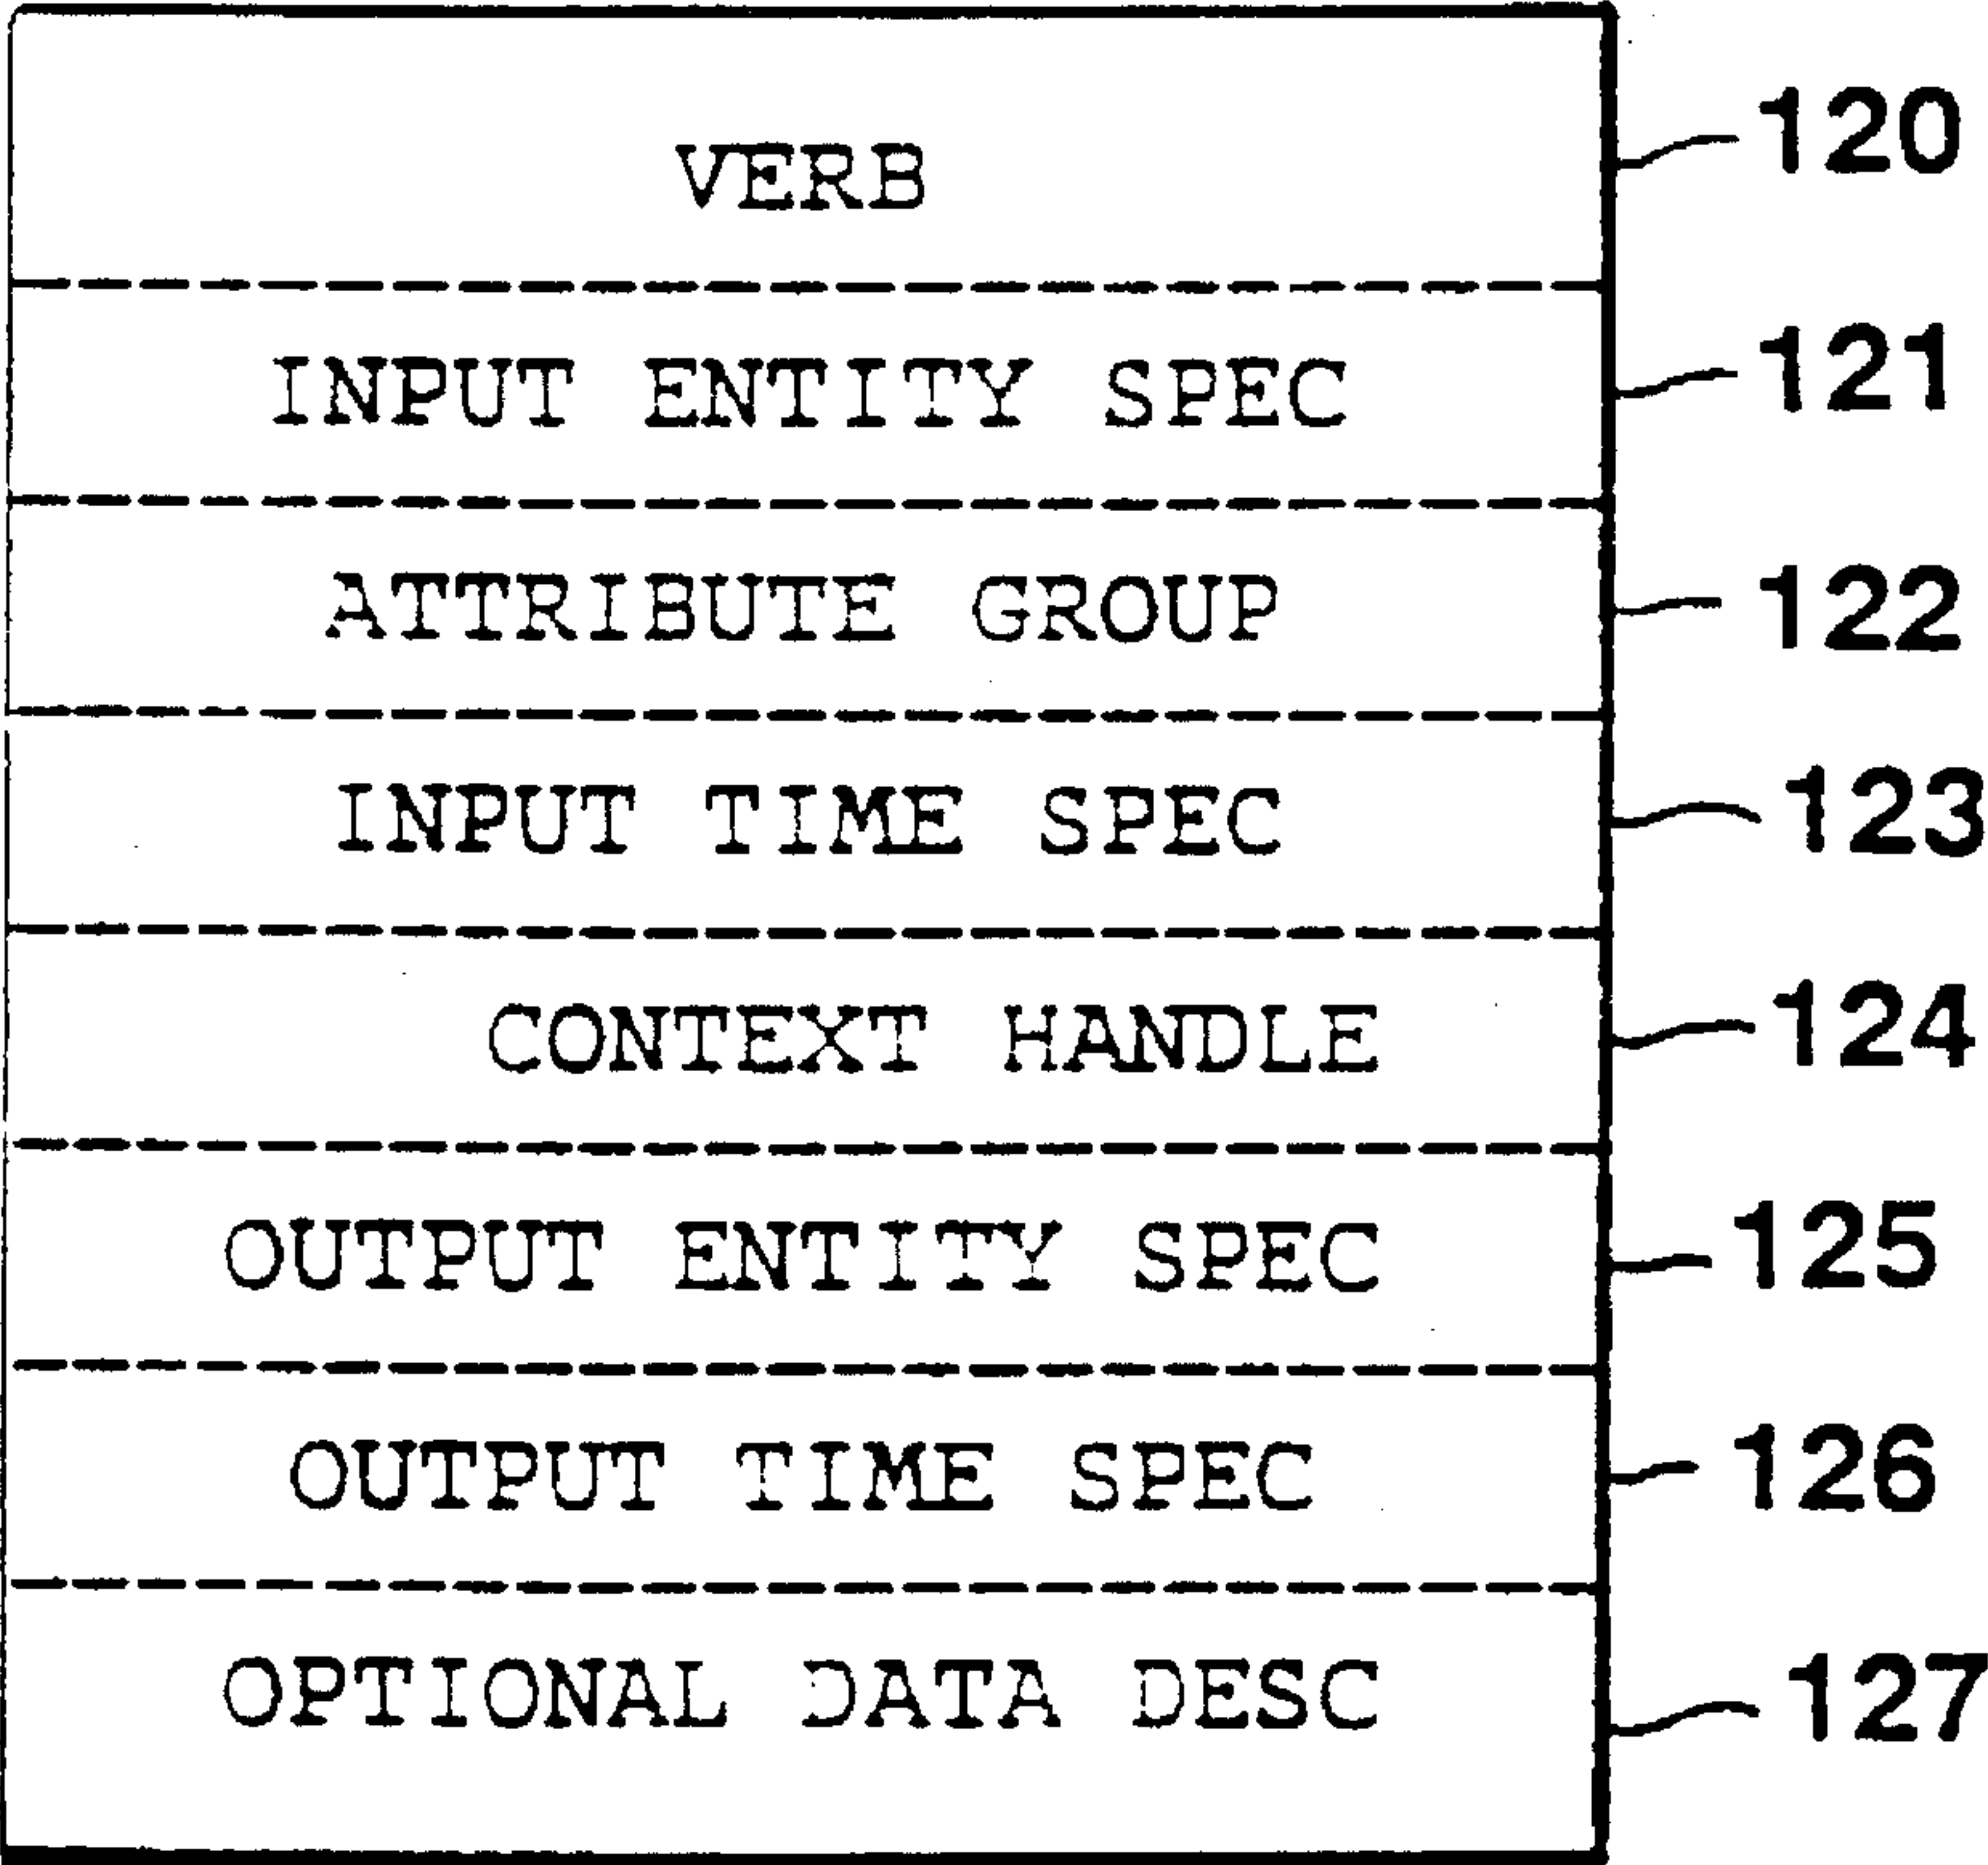 VERB 120
INPUT ENTITY SPEC 121
ATTRIBUTE GROUP 122
INPUT TIME SPEC 123
CONTEXT HANDLE 124
OUTPUT ENTITY SPEC 125
OUTPUT TIME SPEC 126
OPTIONAL DATA DESC 127